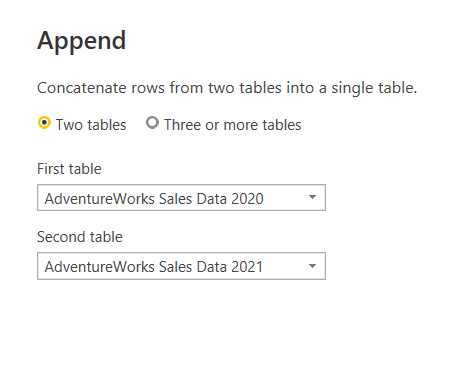 Append
Concatenate rows from two tables into a single table.
Two tables Three or more tables
First table
AdventureWorks Sales Data 2020
Second table
AdventureWorks Sales Data 2021